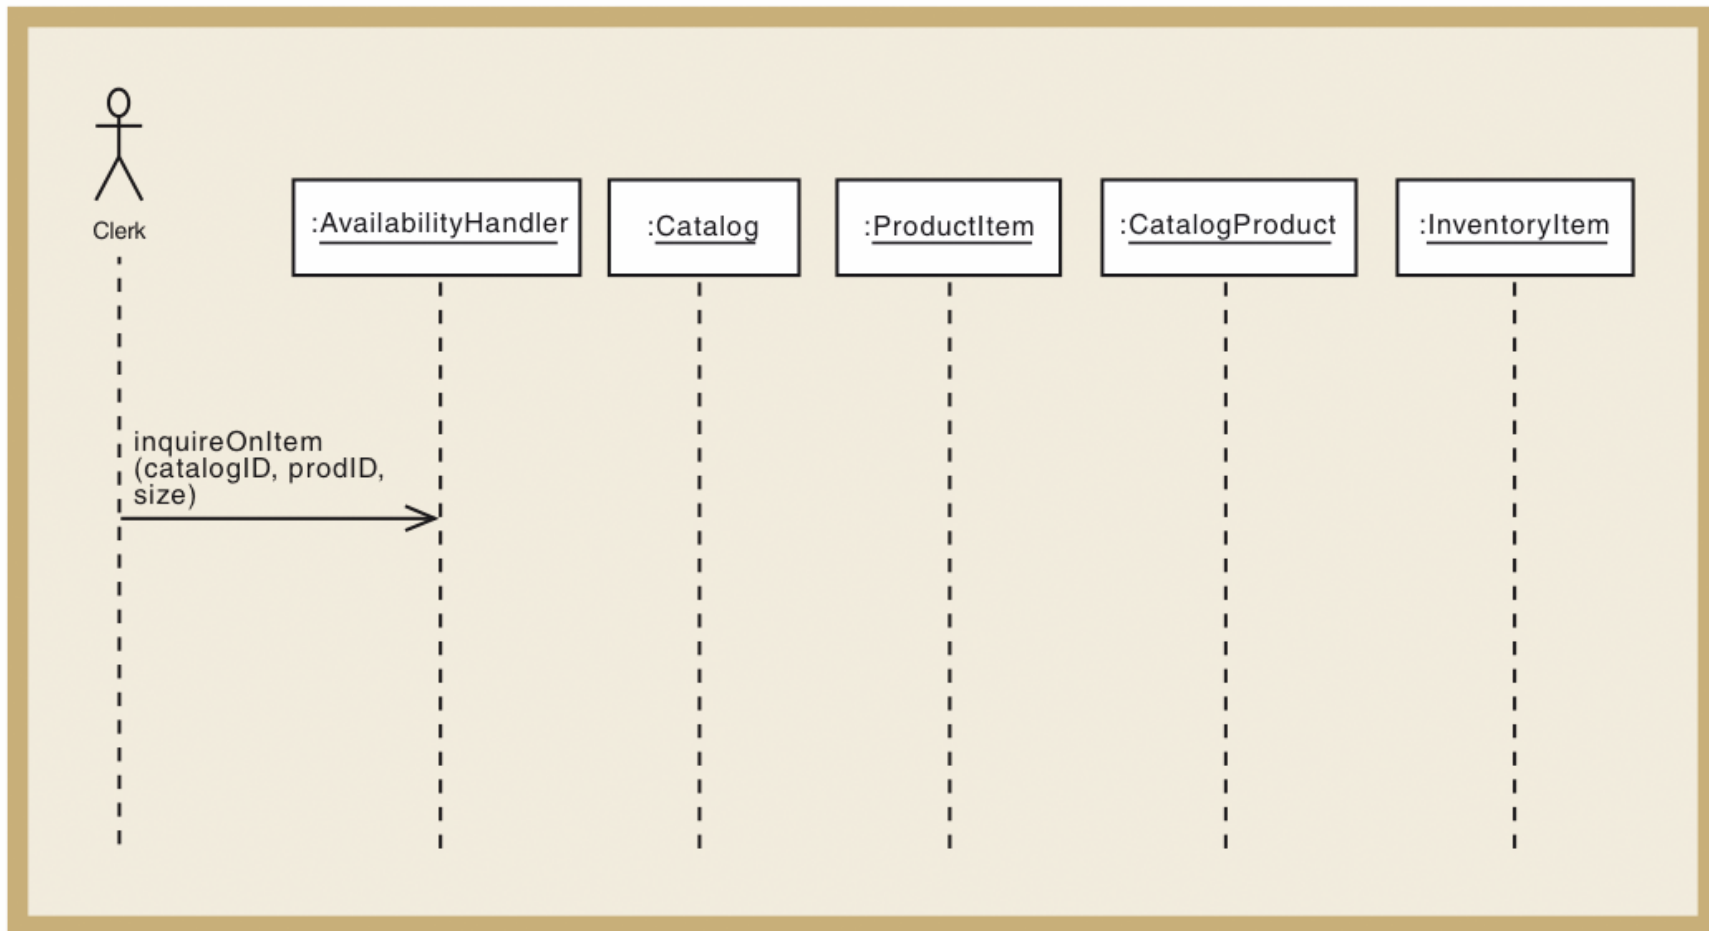 Clerk
:AvailabilityHandler
:Catalog
:ProductItem
:CatalogProduct
:InventoryItem
inquireOnItem
(catalogID, prodID,
size)